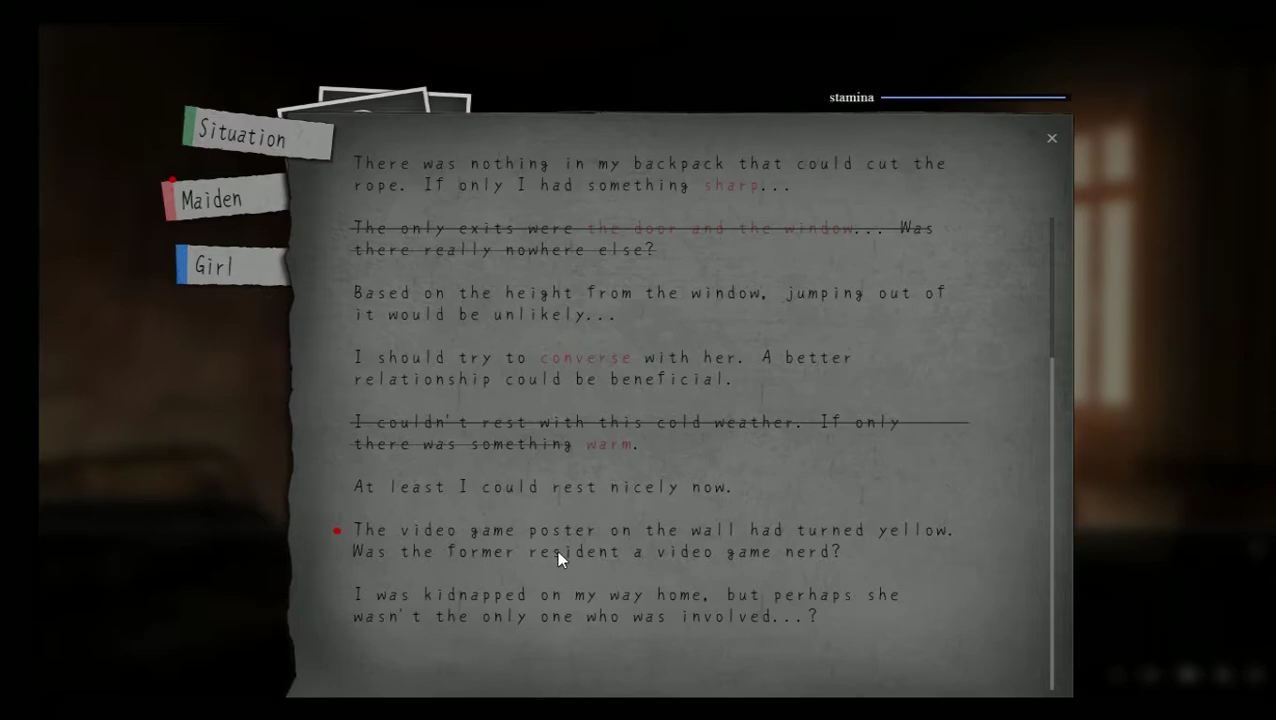 stamina
Situation
Maiden
Girl
There was nothing in my backpack that could cut the
rope. If only I had something sharp...
The only exits were the door and the window... Was
there really nowhere else?
Based on the height from the window, jumping out of
it would be unlikely...
I should try to converse with her. A better
relationship could be beneficial.
I couldn't rest with this cold weather. If only
there was something warm.
At least I could rest nicely now.
The video game poster on the wall had turned yellow.
Was the former resident a video game nerd?
I was kidnapped on my way home, but perhaps she
wasn't the only one who was involved...?